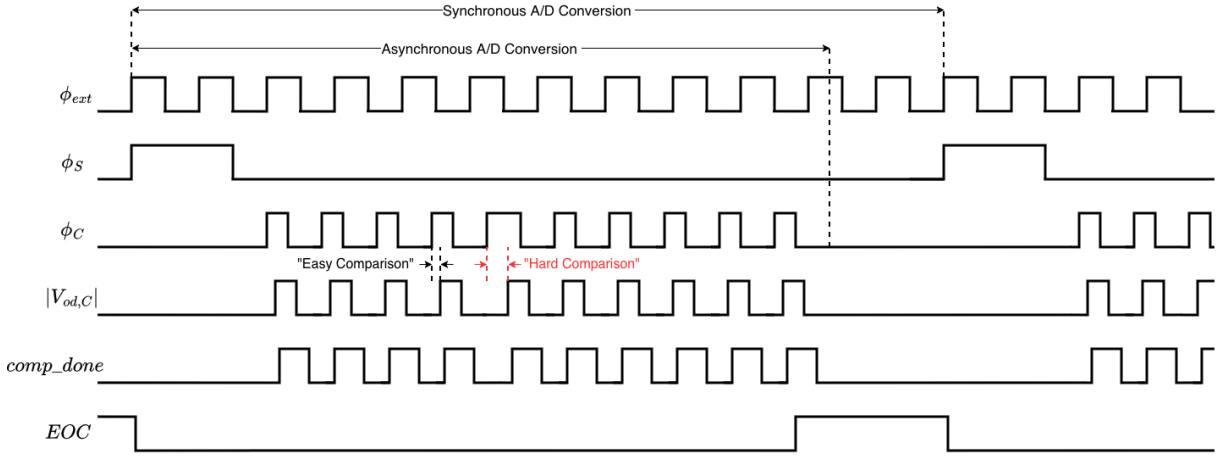 Synchronous A/D Conversion
Asynchronous A/D Conversion
ϕ_ext
ϕ_S
ϕ_C
"Easy Comparison" "Hard Comparison"
|V_od,C|
comp_done
EOC